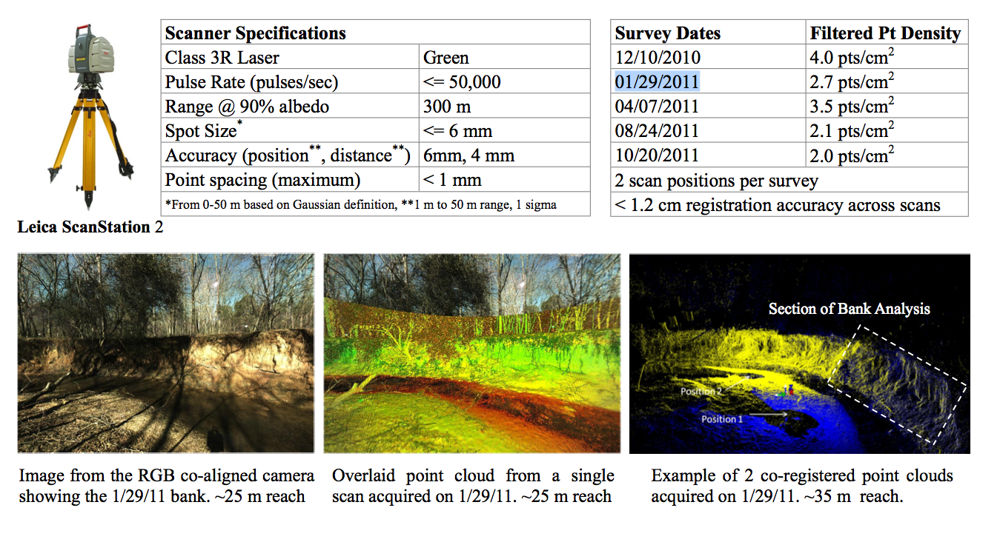 Scanner Specifications
Class 3R Laser Green
Pulse Rate (pulses/sec) <= 50,000
Range @ 90% albedo 300 m
Spot Size* <= 6 mm
Accuracy (position**, distance**) 6mm, 4 mm
Point spacing (maximum) < 1 mm
*From 0-50 m based on Gaussian definition, **1 m to 50 m range, 1 sigma
Leica ScanStation 2
Survey Dates Filtered Pt Density
12/10/2010 4.0 pts/cm²
01/29/2011 2.7 pts/cm²
04/07/2011 3.5 pts/cm²
08/24/2011 2.1 pts/cm²
10/20/2011 2.0 pts/cm²
2 scan positions per survey
< 1.2 cm registration accuracy across scans
Section of Bank Analysis
Position 2
Position 1
Image from the RGB co-aligned camera
showing the 1/29/11 bank. ~25 m reach
Overlaid point cloud from a single
scan acquired on 1/29/11. ~25 m reach
Example of 2 co-registered point clouds
acquired on 1/29/11. ~35 m reach.